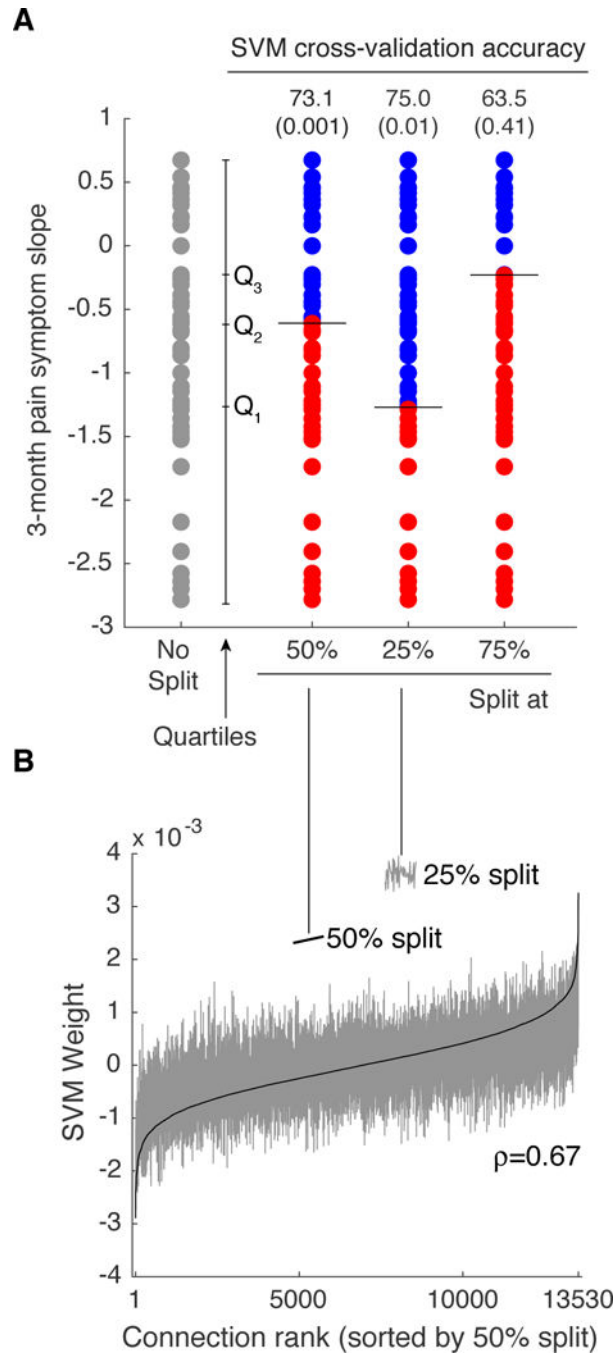 A
SVM cross-validation accuracy
73.1 75.0 63.5
(0.001) (0.01) (0.41)
3-month pain symptom slope
1
0.5
0
-0.5
-1
-1.5
-2
-2.5
-3
Q3
Q2
Q1
No Split
50% 25% 75%
Split at
Quartiles
B
x 10^-3
25% split
50% split
SVM Weight
4
3
2
1
0
-1
-2
-3
-4
ρ=0.67
1 5000 10000 13530
Connection rank (sorted by 50% split)